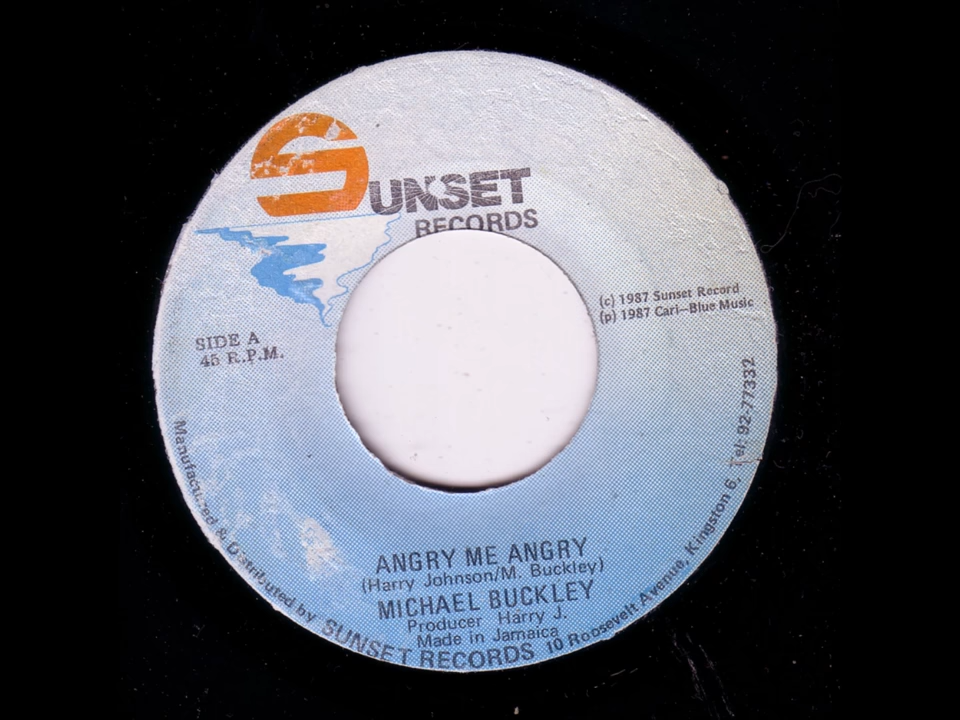 SUNSET
RECORDS
(c) 1987 Sunset Record
(p) 1987 Cari-Blue Music
SIDE A
45 R.P.M.
ANGRY ME ANGRY
(Harry Johnson/M. Buckley)
MICHAEL BUCKLEY
Producer Harry J.
Made in Jamaica
Manufactured & Distributed by SUNSET RECORDS 10 Roosevelt Avenue, Kingston 6, Tel: 92-77332